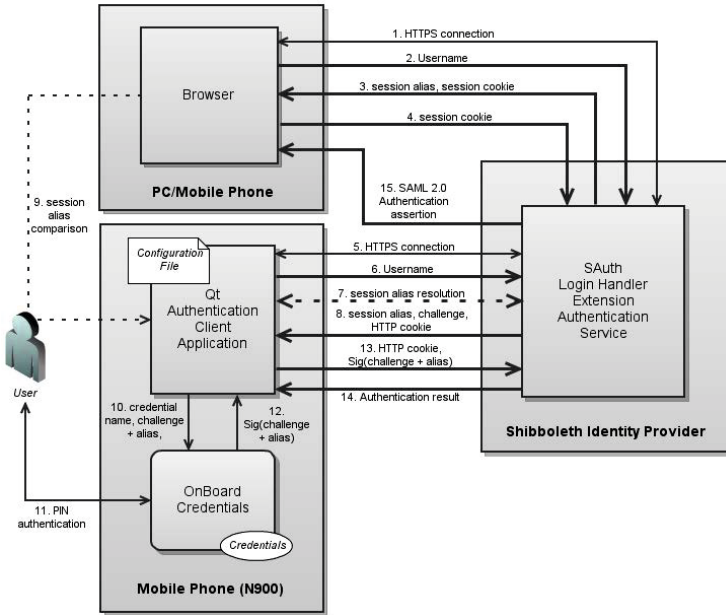 1. HTTPS connection
2. Username
3. session alias, session cookie
4. session cookie
Browser
PC/Mobile Phone
15. SAML 2.0
Authentication
assertion
9. session
alias
comparison
Configuration
File
Qt
Authentication
Client
Application
5. HTTPS connection
6. Username
7. session alias resolution
8. session alias, challenge,
HTTP cookie
13. HTTP cookie,
Sig(challenge + alias)
14. Authentication result
SAuth
Login Handler
Extension
Authentication
Service
Shibboleth Identity Provider
User
10. credential
name, challenge
+ alias,
12.
Sig(challenge
+ alias)
OnBoard
Credentials
Credentials
11. PIN
authentication
Mobile Phone (N900)